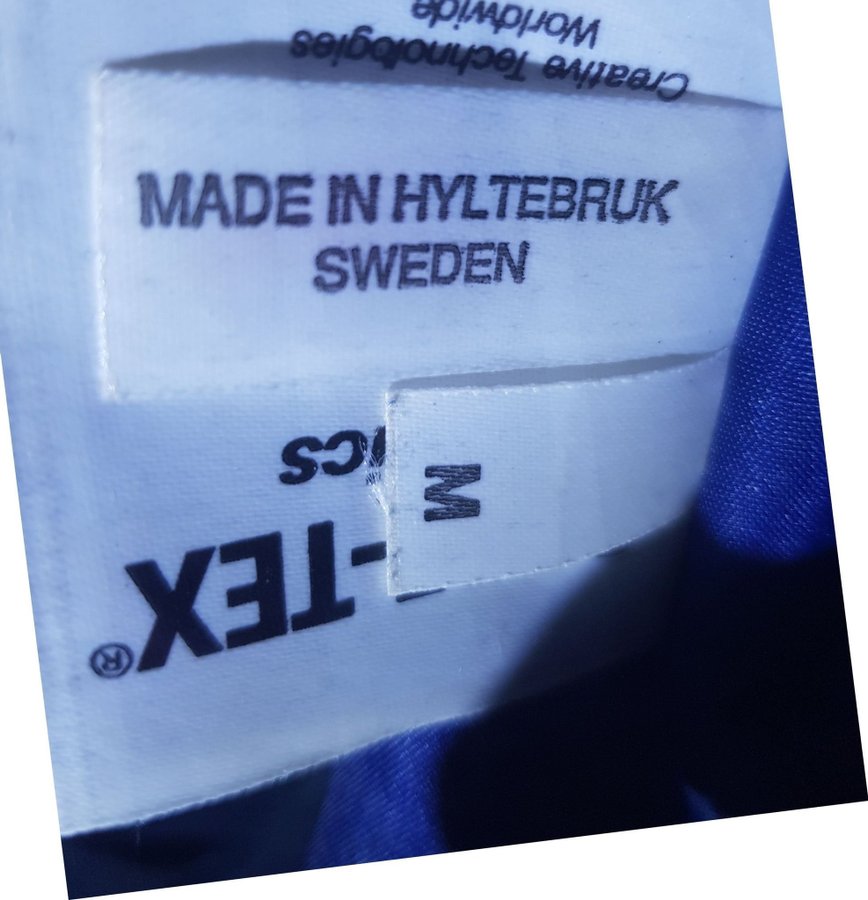 Creative Technologies
Worldwide
MADE IN HYLTEBRUK
SWEDEN
M
-TEX®